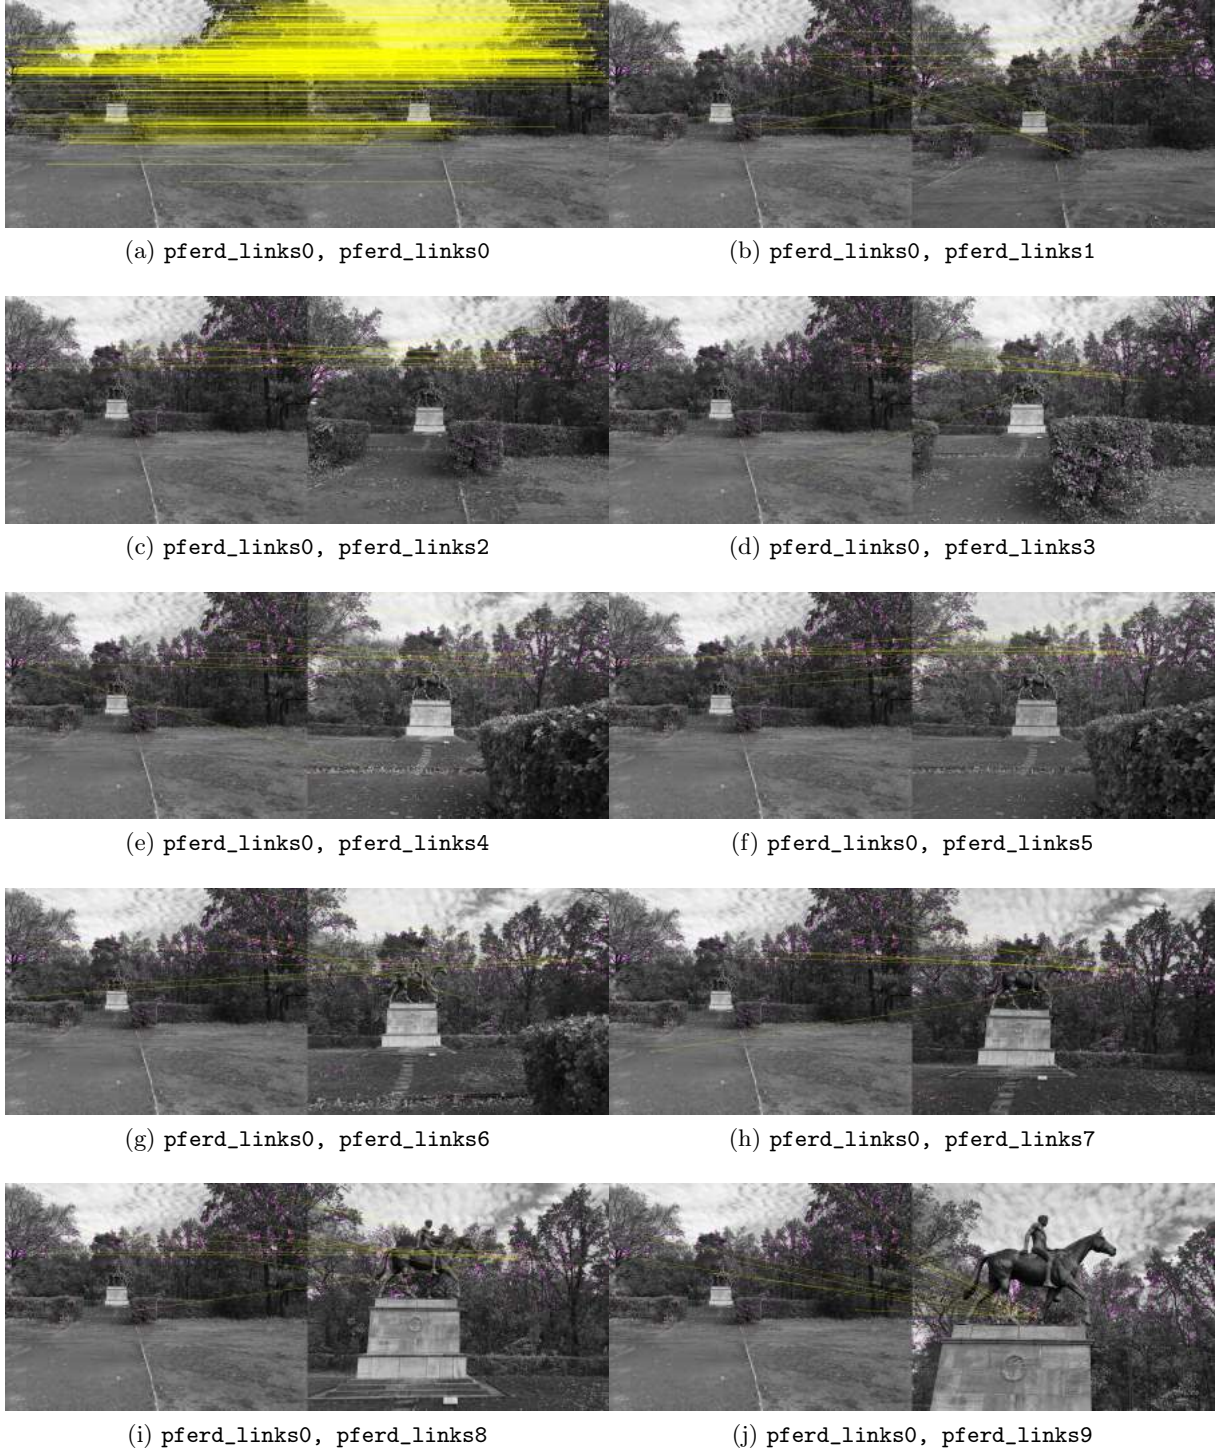 (a) pferd_links0, pferd_links0
(b) pferd_links0, pferd_links1
(c) pferd_links0, pferd_links2
(d) pferd_links0, pferd_links3
(e) pferd_links0, pferd_links4
(f) pferd_links0, pferd_links5
(g) pferd_links0, pferd_links6
(h) pferd_links0, pferd_links7
(i) pferd_links0, pferd_links8
(j) pferd_links0, pferd_links9